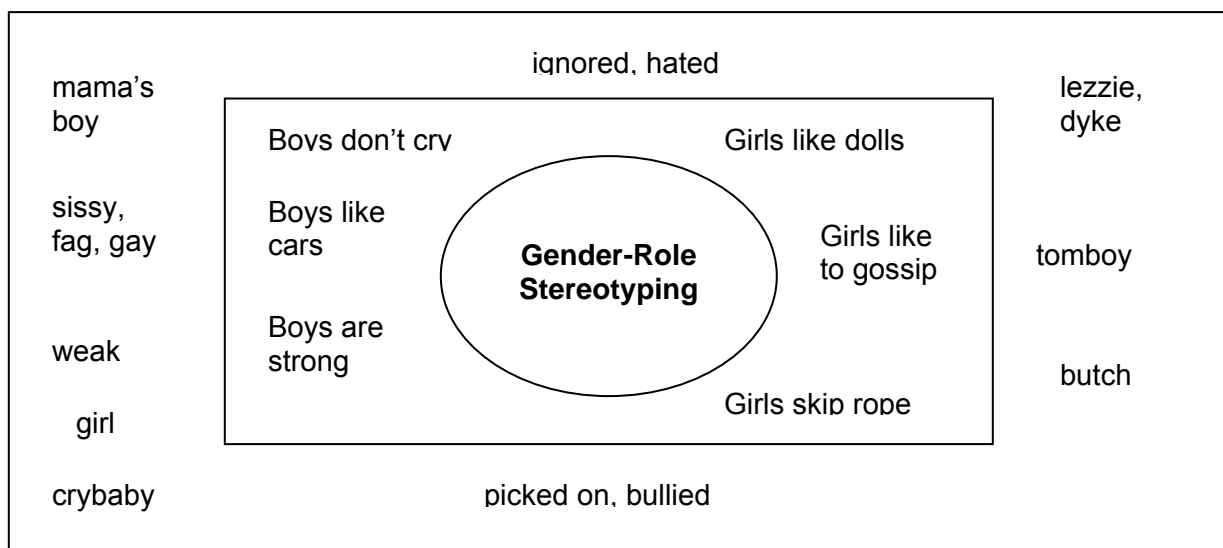 ignored, hated
mama's
boy
sissy,
fag, gay
weak
girl
crybaby
Boys don't cry
Boys like
cars
Boys are
strong
Gender-Role
Stereotyping
Girls like dolls
Girls like
to gossip
Girls skip rope
lezzie,
dyke
tomboy
butch
picked on, bullied